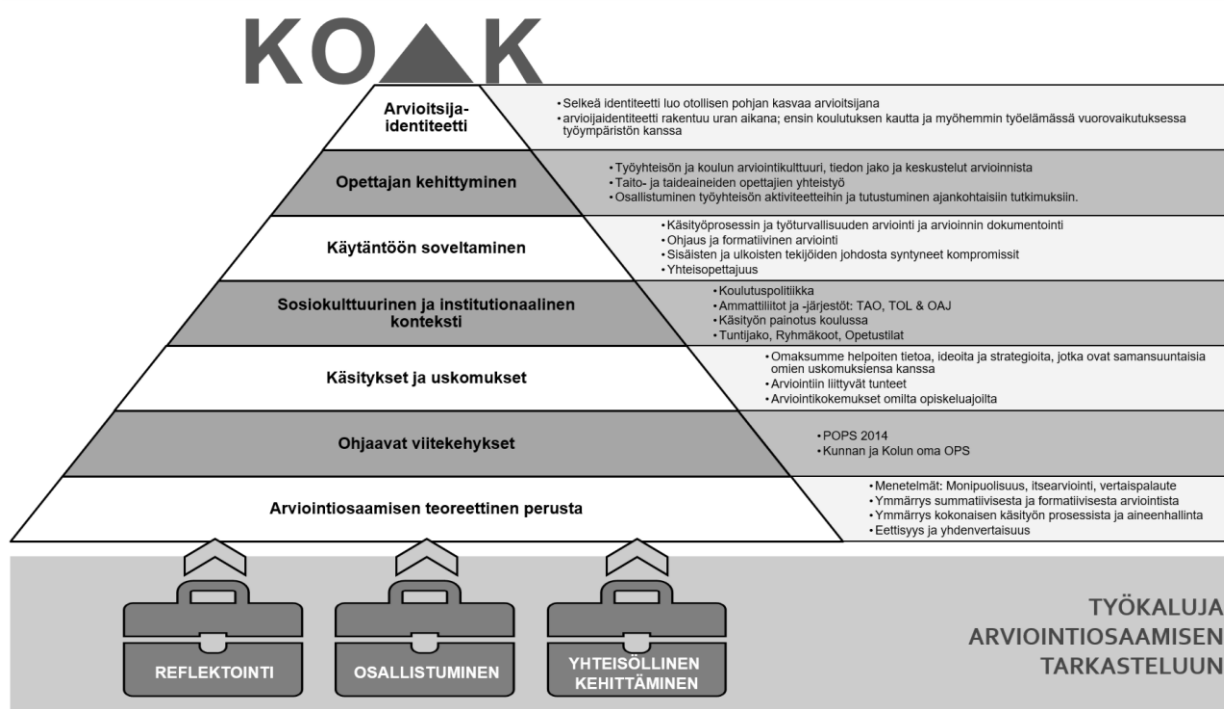 KO▲K
Arvioitsija-
identiteetti
• Selkeä identiteetti luo otollisen pohjan kasvaa arvioitsijana
• arvioijaidentiteetti rakentuu uran aikana; ensin koulutuksen kautta ja myöhemmin työelämässä vuorovaikutuksessa
työympäristön kanssa
Opettajan kehittyminen
• Työyhteisön ja koulun arviointikulttuuri, tiedon jako ja keskustelut arvioinnista
• Taito- ja taideaineiden opettajien yhteistyö
• Osallistuminen työyhteisön aktiviteetteihin ja tutustuminen ajankohtaisiin tutkimuksiin.
Käytäntöön soveltaminen
• Käsityöprosessin ja työturvallisuuden arviointi ja arvioinnin dokumentointi
• Ohjaus ja formatiivinen arviointi
• Sisäisten ja ulkoisten tekijöiden johdosta syntyneet kompromissit
• Yhteisopettajuus
Sosiokulttuurinen ja institutionaalinen
konteksti
• Koulutuspolitiikka
• Ammattiliitot ja -järjestöt: TAO, TOL & OAJ
• Käsityön painotus koulussa
• Tuntijako, Ryhmäkoot, Opetustilat
Käsitykset ja uskomukset
• Omaksumme helpoiten tietoa, ideoita ja strategioita, jotka ovat samansuuntaisia
omien uskomuksiensa kanssa
• Arviointiin liittyvät tunteet
• Arviointikokemukset omilta opiskeluajoilta
Ohjaavat viitekehykset
• POPS 2014
• Kunnan ja Kolun oma OPS
Arviointiosaamisen teoreettinen perusta
• Menetelmät: Monipuolisuus, itsearviointi, vertaispalaute
• Ymmärrys summatiivisesta ja formatiivisesta arviointista
• Ymmärrys kokonaisen käsityön prosessista ja aineenhallinta
• Eettisyys ja yhdenvertaisuus
REFLEKTOINTI
OSALLISTUMINEN
YHTEISÖLLINEN
KEHITTÄMINEN
TYÖKALUJA
ARVIOINTIOSAAMISEN
TARKASTELUUN